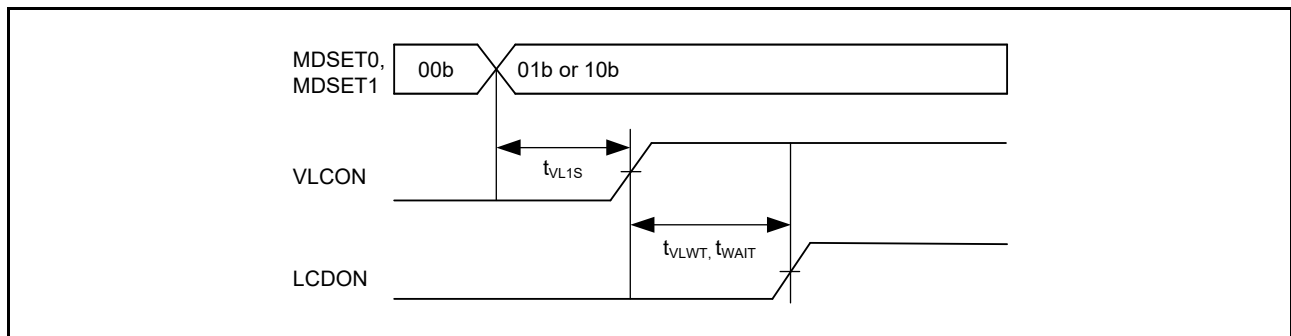 MDSET0,
MDSET1
00b
01b or 10b
tVL1S
VLCON
tVLWT, tWAIT
LCDON